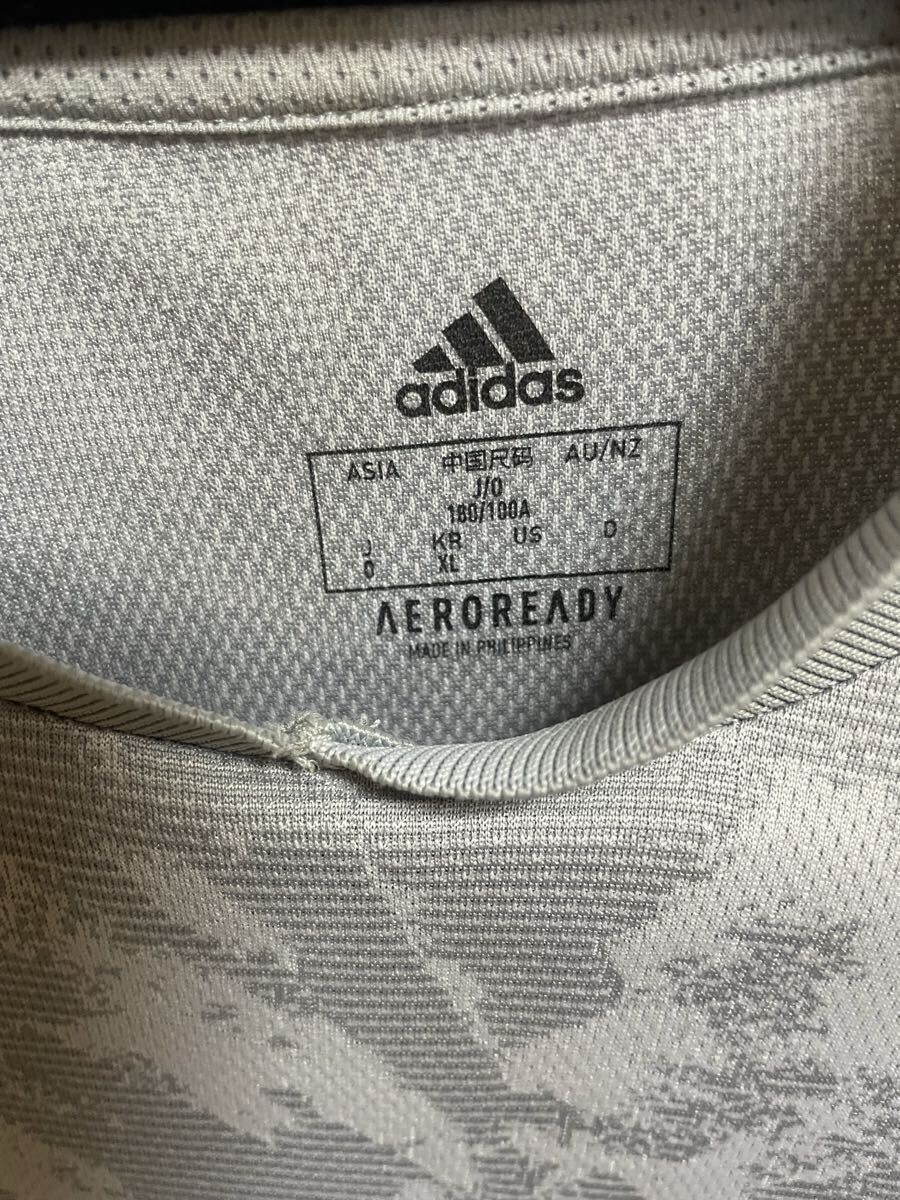 adidas
ASIA 中国尺码 AU/NZ
J/O
180/100A
J KR US D
O XL
AEROREADY
MADE IN PHILIPPINES